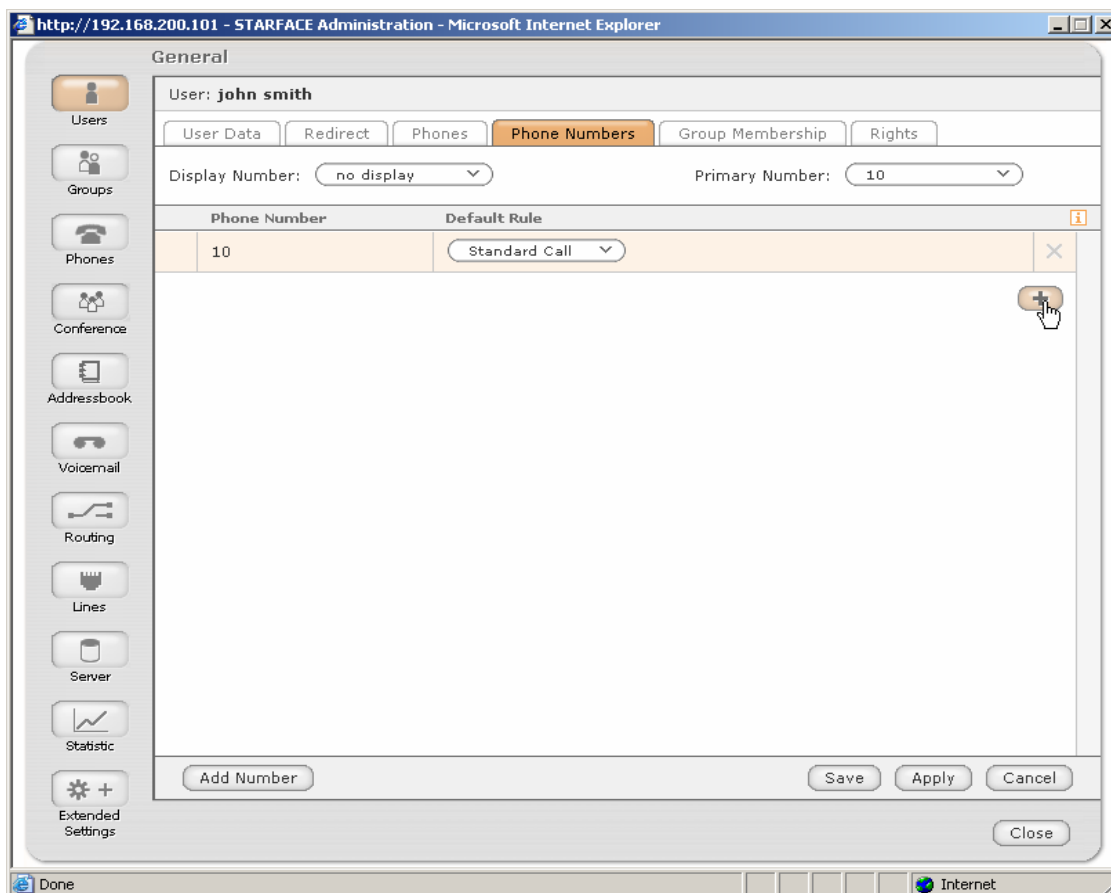 http://192.168.200.101 - STARFACE Administration - Microsoft Internet Explorer
General
Users
Groups
Phones
Conference
Addressbook
Voicemail
Routing
Lines
Server
Statistic
Extended
Settings
User: john smith
User Data Redirect Phones Phone Numbers Group Membership Rights
Display Number: no display Primary Number: 10
Phone Number Default Rule i
10 Standard Call
Add Number Save Apply Cancel
Close
Done Internet